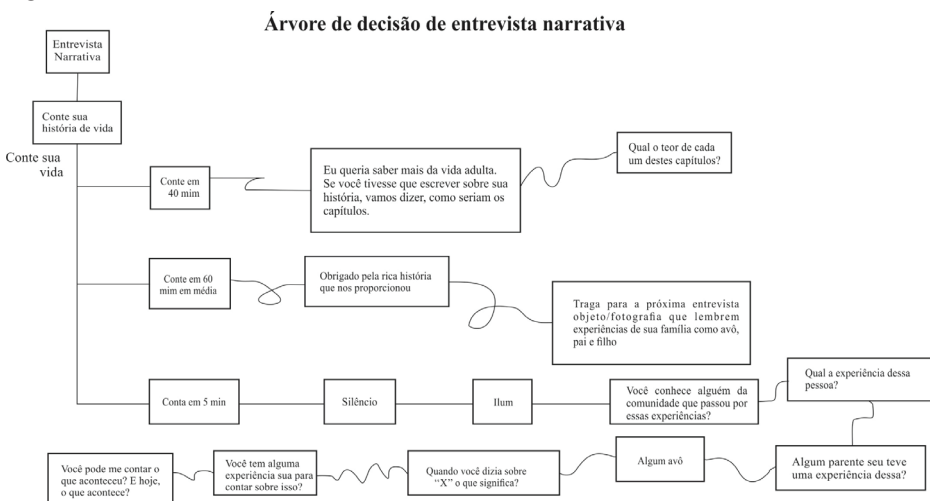 Árvore de decisão de entrevista narrativa
Entrevista
Narrativa
Conte sua
história de vida
Conte sua
vida
Conte em
40 mim
Eu queria saber mais da vida adulta.
Se você tivesse que escrever sobre sua
história, vamos dizer, como seriam os
capítulos.
Qual o teor de cada
um destes capítulos?
Conte em 60
mim em média
Obrigado pela rica história
que nos proporcionou
Traga para a próxima entrevista
objeto/fotografia que lembrem
experiências de sua família como avô,
pai e filho
Conta em 5 min
Silêncio
Ilum
Você conhece alguém da
comunidade que passou por
essas experiências?
Qual a experiência dessa
pessoa?
Algum parente seu teve
uma experiência dessa?
Algum avô
Quando você dizia sobre
“X” o que significa?
Você tem alguma
experiência sua para
contar sobre isso?
Você pode me contar o
que aconteceu? E hoje,
o que acontece?